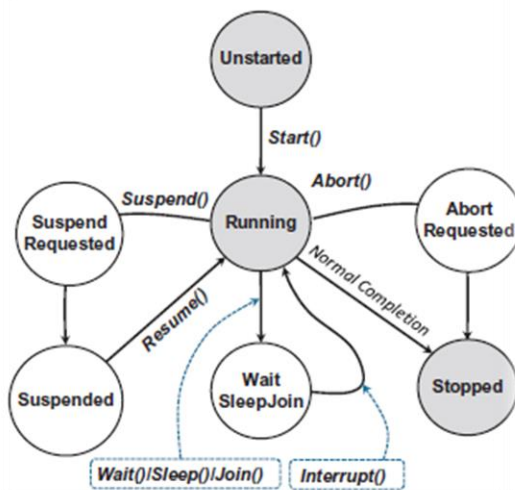 Unstarted
Start()
Suspend()
Abort()
Suspend
Requested
Running
Abort
Requested
Resume()
Normal Completion
Suspended
Wait
SleepJoin
Stopped
Wait()/Sleep()/Join()
Interrupt()